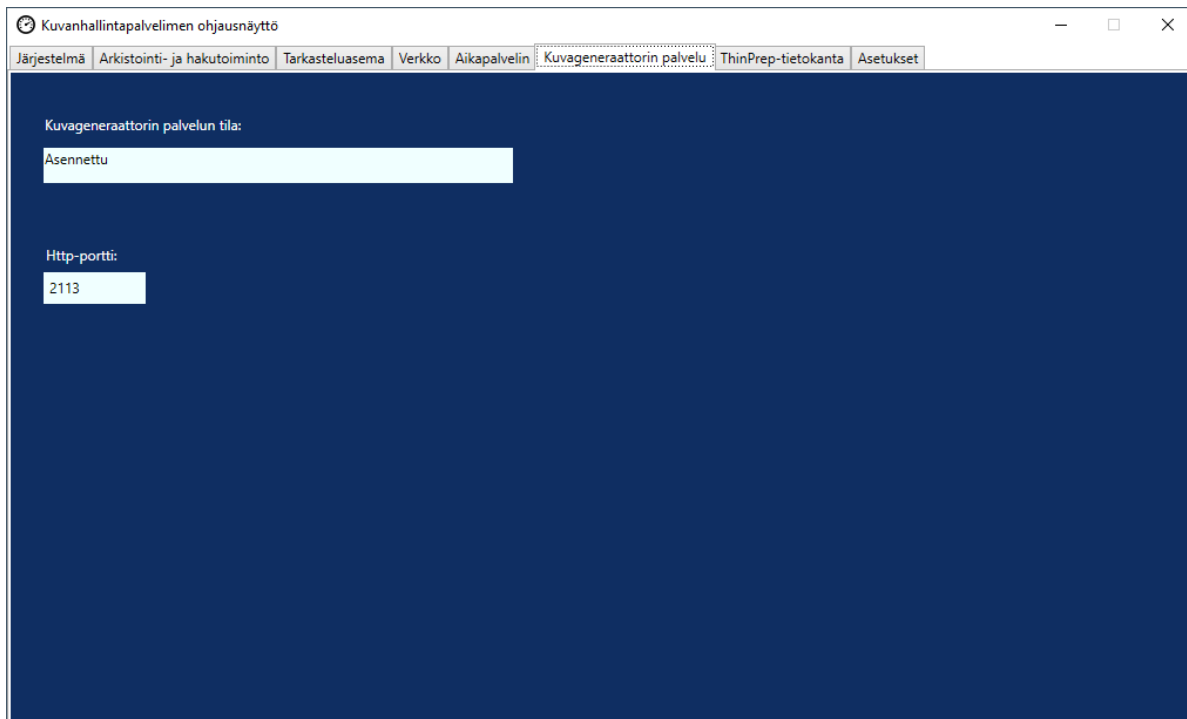 Kuvanhallintapalvelimen ohjausnäyttö
Järjestelmä Arkistointi- ja hakutoiminto Tarkasteluasema Verkko Aikapalvelin Kuvageneraattorin palvelu ThinPrep-tietokanta Asetukset
Kuvageneraattorin palvelun tila:
Asennettu
Http-portti:
2113